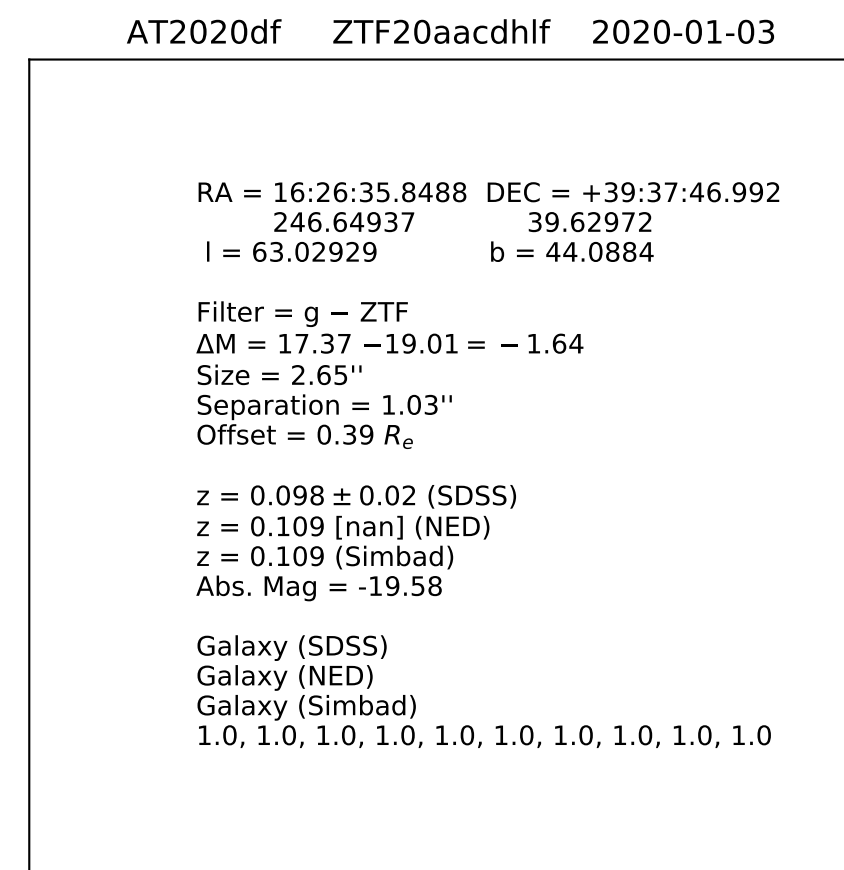 AT2020df ZTF20aacdhlf 2020-01-03
RA = 16:26:35.8488 DEC = +39:37:46.992
246.64937 39.62972
l = 63.02929 b = 44.0884
Filter = g − ZTF
ΔM = 17.37 −19.01 = − 1.64
Size = 2.65''
Separation = 1.03''
Offset = 0.39 Rₑ
z = 0.098 ± 0.02 (SDSS)
z = 0.109 [nan] (NED)
z = 0.109 (Simbad)
Abs. Mag = -19.58
Galaxy (SDSS)
Galaxy (NED)
Galaxy (Simbad)
1.0, 1.0, 1.0, 1.0, 1.0, 1.0, 1.0, 1.0, 1.0, 1.0